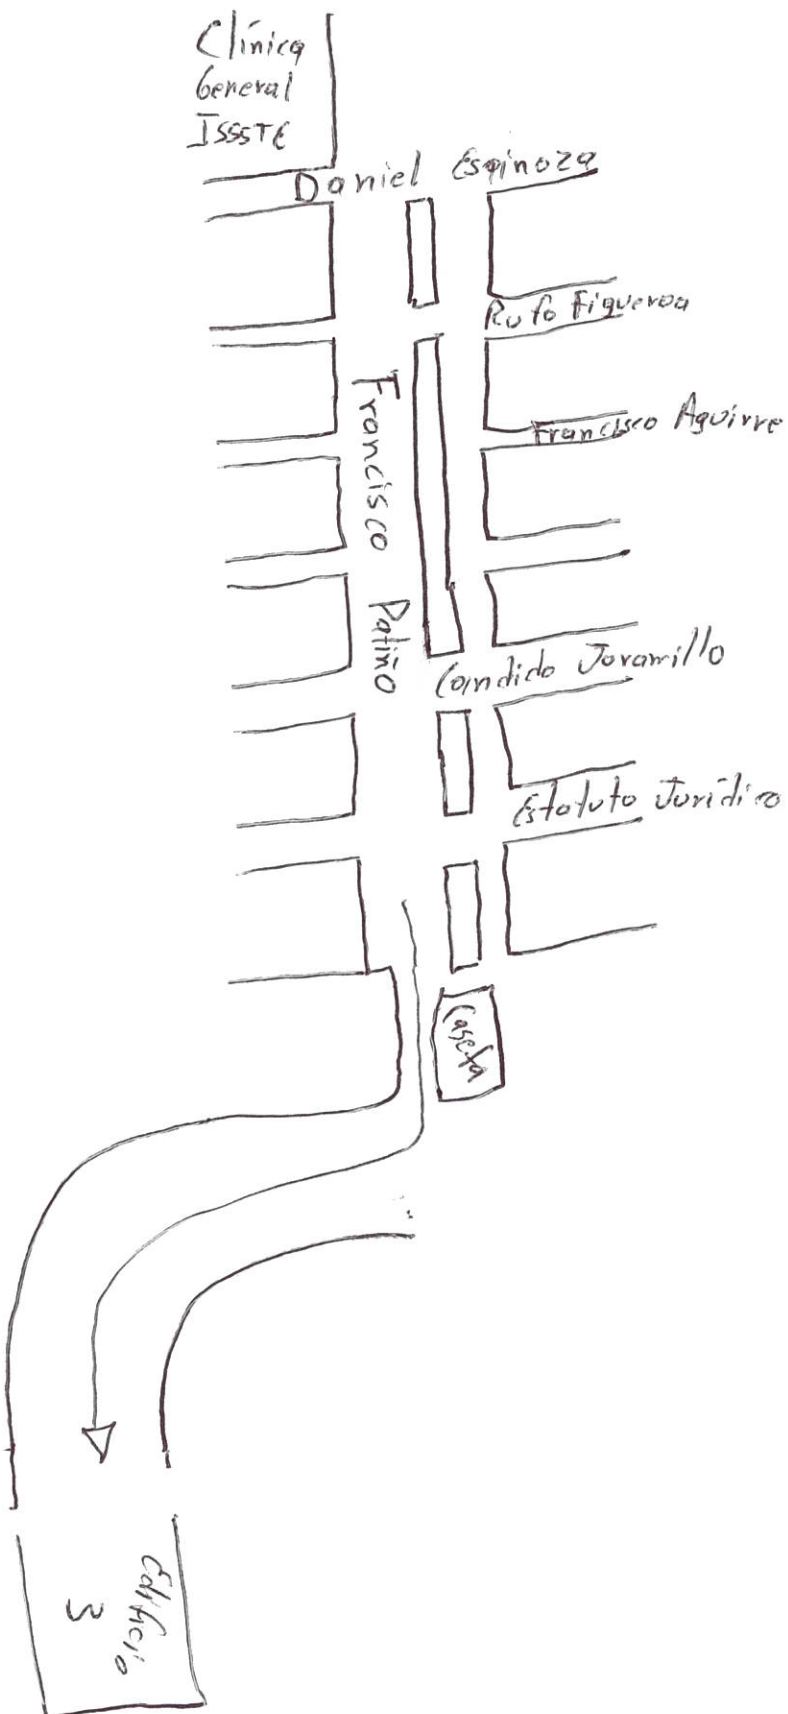 Clínica
General
ISSSTE
Daniel Espinoza
Rufo Figueroa
Francisco Aguirre
Francisco Patiño
Candido Jaramillo
Estatuto Jurídico
Caseta
Edificio
3